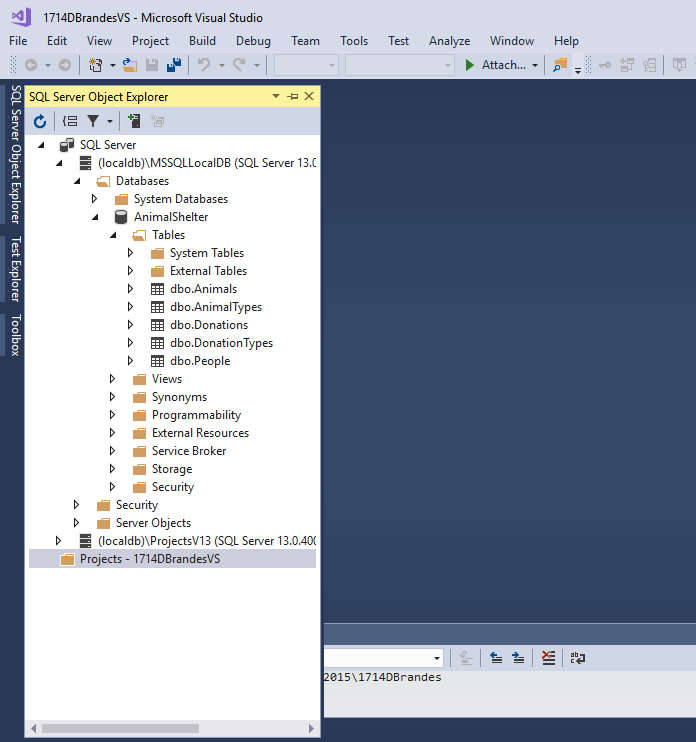 1714DBrandesVS - Microsoft Visual Studio
File Edit View Project Build Debug Team Tools Test Analyze Window Help
Attach...
SQL Server Object Explorer
Test Explorer
Toolbox
SQL Server Object Explorer
SQL Server
(localdb)\MSSQLLocalDB (SQL Server 13.0
Databases
System Databases
AnimalShelter
Tables
System Tables
External Tables
dbo.Animals
dbo.AnimalTypes
dbo.Donations
dbo.DonationTypes
dbo.People
Views
Synonyms
Programmability
External Resources
Service Broker
Storage
Security
Security
Server Objects
(localdb)\ProjectsV13 (SQL Server 13.0.400
Projects - 1714DBrandesVS
2015\1714DBrandes